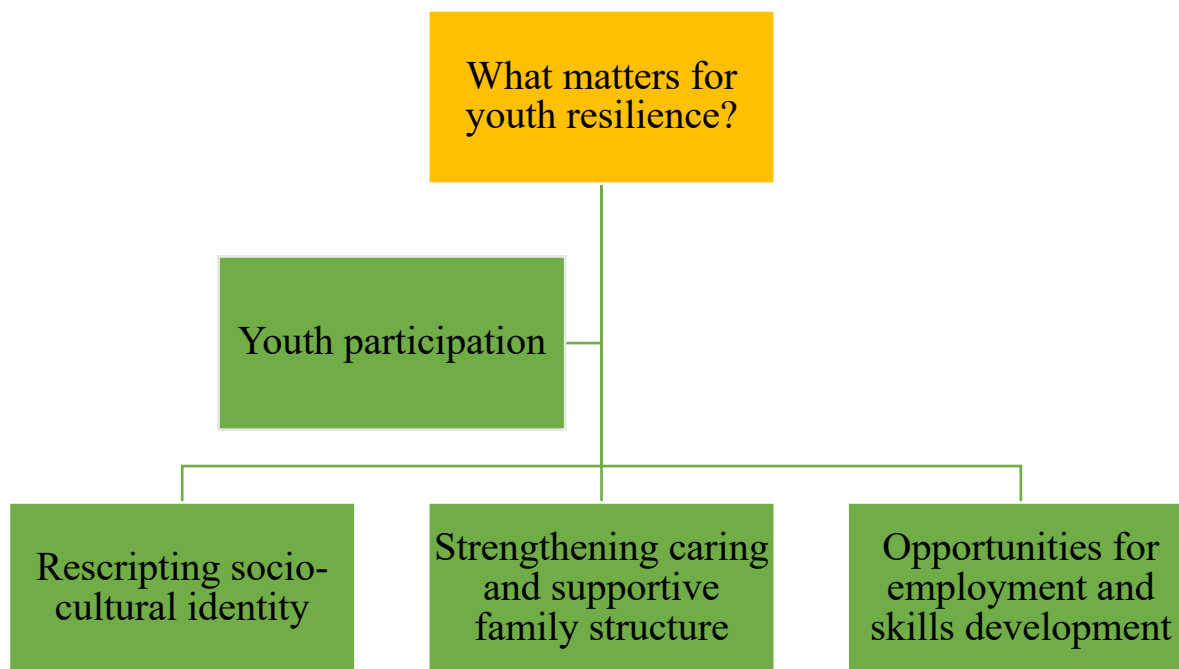 What matters for
youth resilience?
Youth participation
Rescripting socio-
cultural identity
Strengthening caring
and supportive
family structure
Opportunities for
employment and
skills development